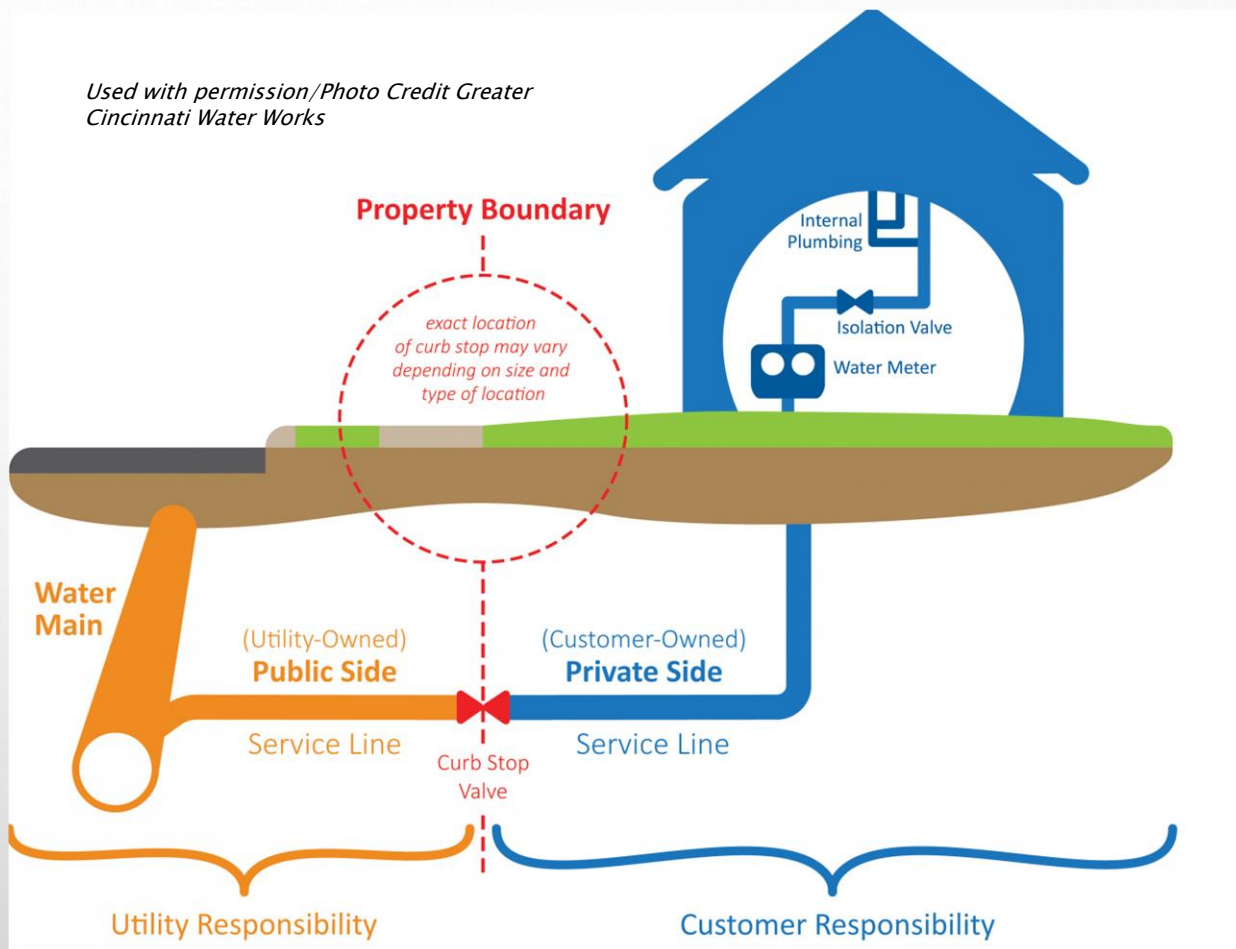 Used with permission/Photo Credit Greater
Cincinnati Water Works
Property Boundary
exact location
of curb stop may vary
depending on size and
type of location
Internal
Plumbing
Isolation Valve
Water Meter
Water
Main
(Utility-Owned)
Public Side
Service Line
(Customer-Owned)
Private Side
Service Line
Curb Stop
Valve
Utility Responsibility
Customer Responsibility